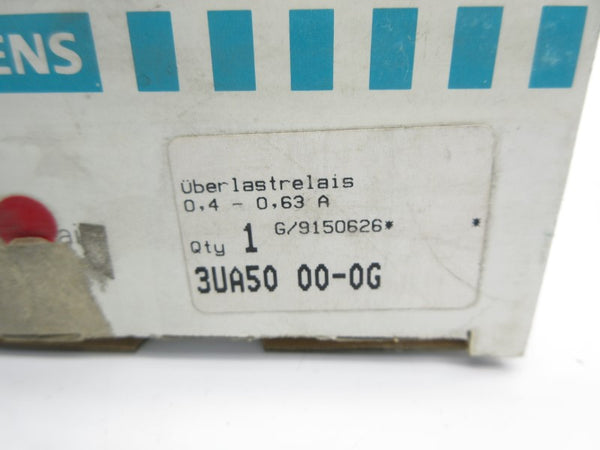 ENS
Überlastrelais
0,4 - 0,63 A
G/9150626* *
Qty 1
3UA50 00-0G